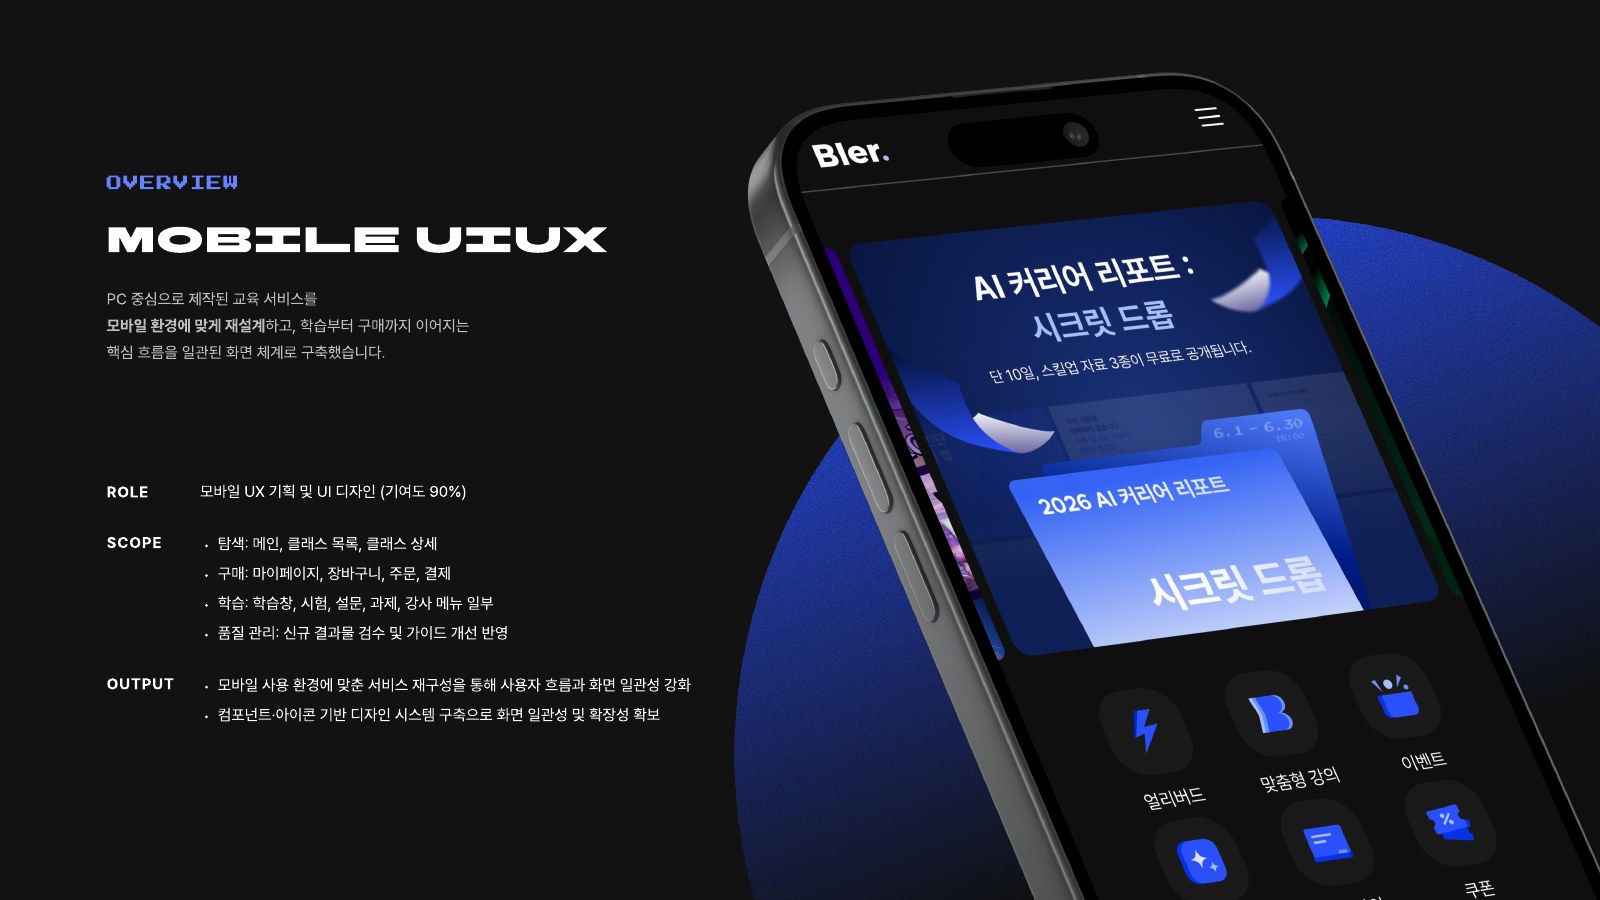 OVERVIEW
MOBILE UIUX
PC 중심으로 제작된 교육 서비스를
모바일 환경에 맞게 재설계하고, 학습부터 구매까지 이어지는
핵심 흐름을 일관된 화면 체계로 구축했습니다.
ROLE 모바일 UX 기획 및 UI 디자인 (기여도 90%)
SCOPE
• 탐색: 메인, 클래스 목록, 클래스 상세
• 구매: 마이페이지, 장바구니, 주문, 결제
• 학습: 학습창, 시험, 설문, 과제, 강사 메뉴 일부
• 품질 관리: 신규 결과물 검수 및 가이드 개선 반영
OUTPUT
• 모바일 사용 환경에 맞춘 서비스 재구성을 통해 사용자 흐름과 화면 일관성 강화
• 컴포넌트·아이콘 기반 디자인 시스템 구축으로 화면 일관성 및 확장성 확보
Bler.
AI 커리어 리포트 :
시크릿 드롭
단 10일, 스킬업 자료 3종이 무료로 공개됩니다.
6.1 - 6.30
18:00
2026 AI 커리어 리포트
시크릿 드롭
얼리버드
맞춤형 강의
이벤트
쿠폰